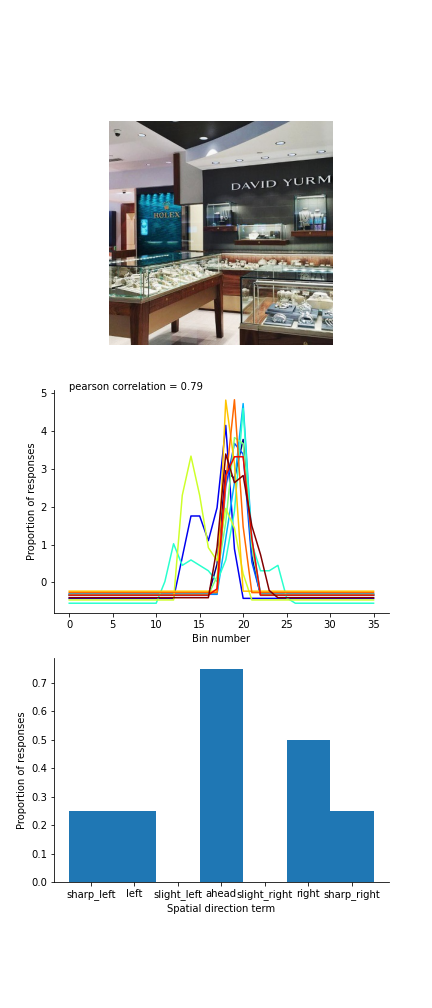 ROLEX
DAVID YURM
pearson correlation = 0.79
5
4
3
2
1
0
Proportion of responses
0 5 10 15 20 25 30 35
Bin number
0.7
0.6
0.5
0.4
0.3
0.2
0.1
0.0
Proportion of responses
sharp_left left slight_left ahead slight_right right sharp_right
Spatial direction term